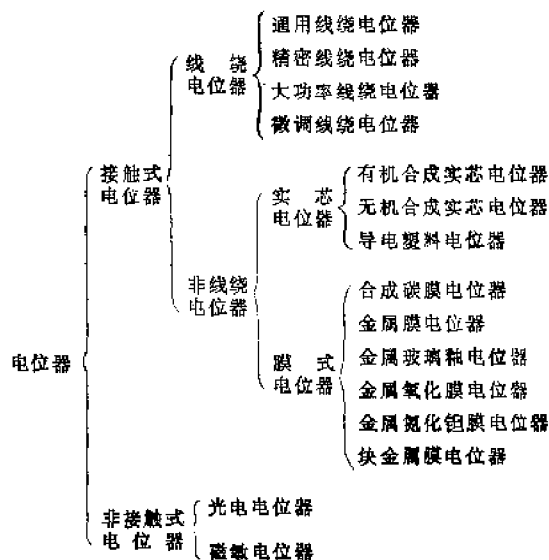 通用线绕电位器
线绕
精密线绕电位器
电位器
大功率线绕电位器
微调线绕电位器
接触式
电位器
有机合成实芯电位器
实芯
电位器
无机合成实芯电位器
导电塑料电位器
非线绕
电位器
合成碳膜电位器
金属膜电位器
膜式
电位器
金属玻璃釉电位器
金属氧化膜电位器
金属氮化钽膜电位器
块金属膜电位器
电位器
非接触式
电位器
光电电位器
磁敏电位器